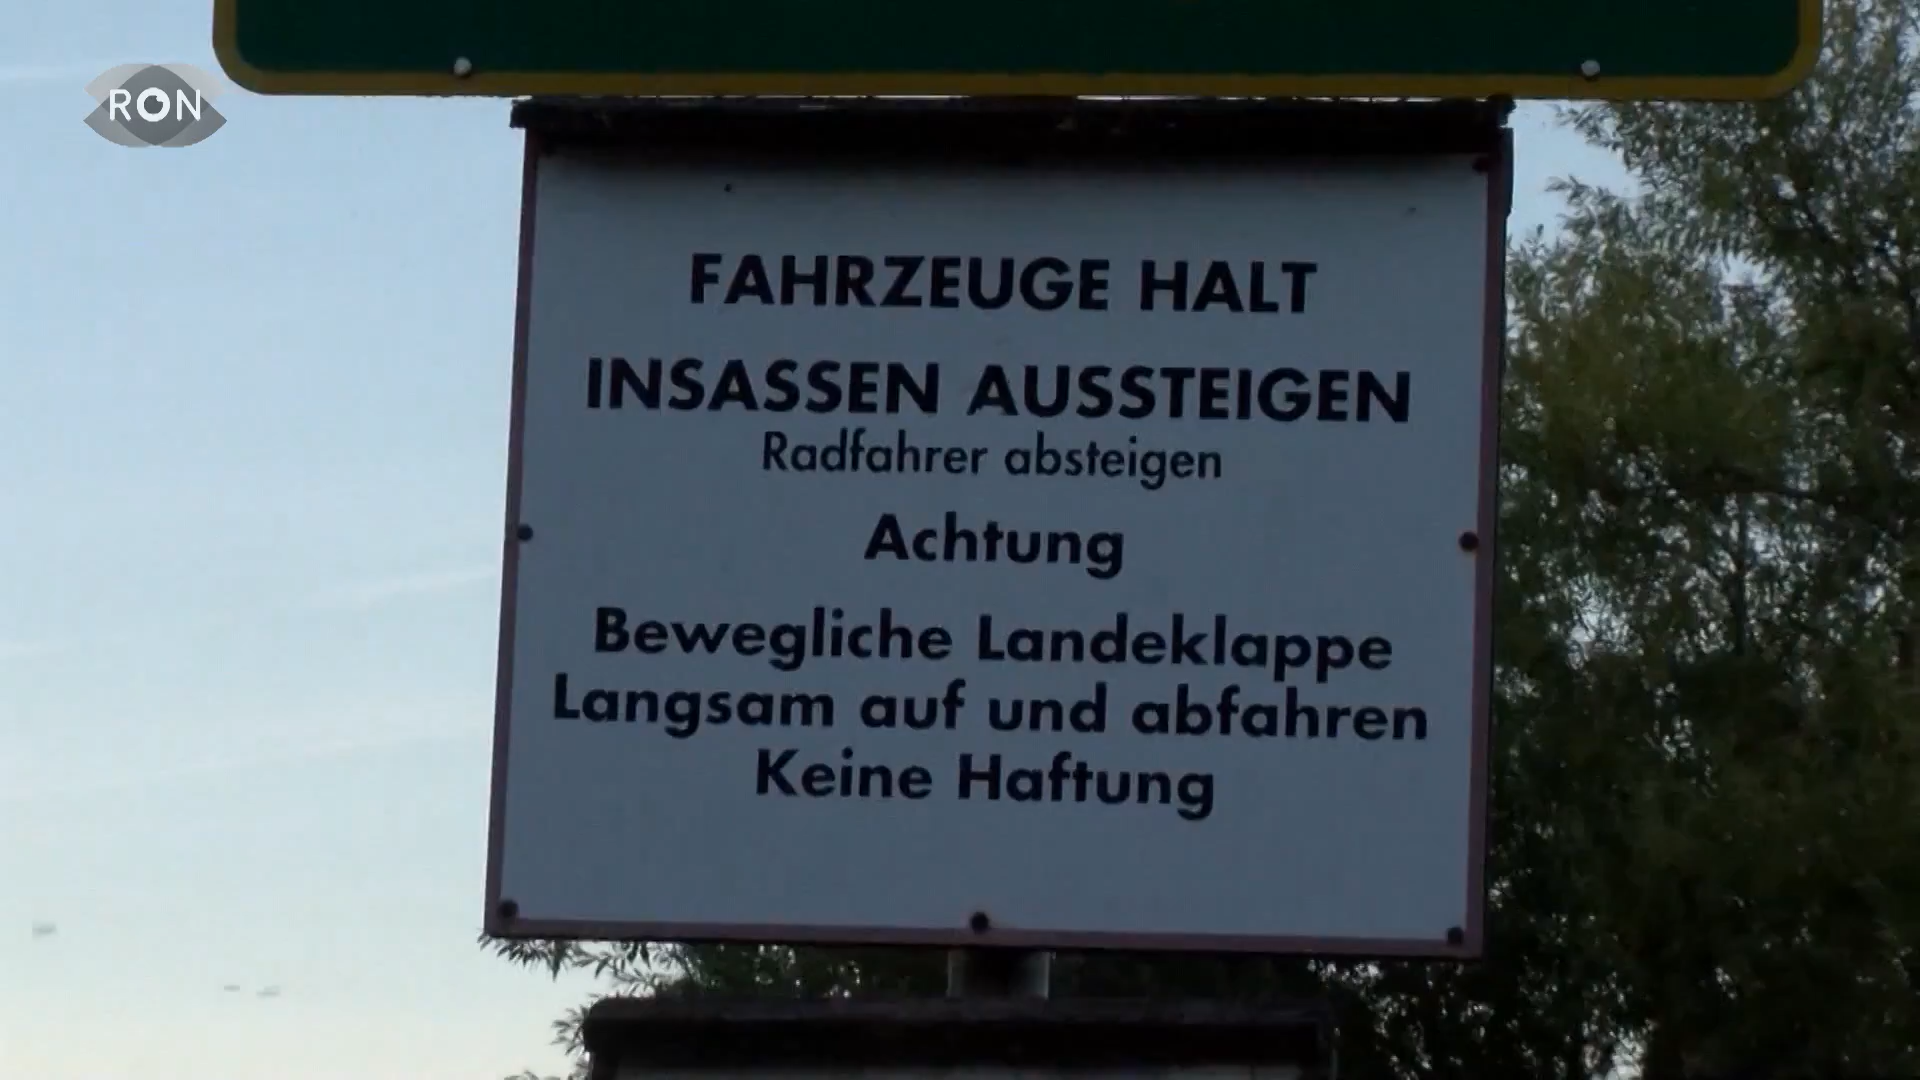 RON
FAHRZEUGE HALT
INSASSEN AUSSTEIGEN
Radfahrer absteigen
Achtung
Bewegliche Landeklappe
Langsam auf und abfahren
Keine Haftung